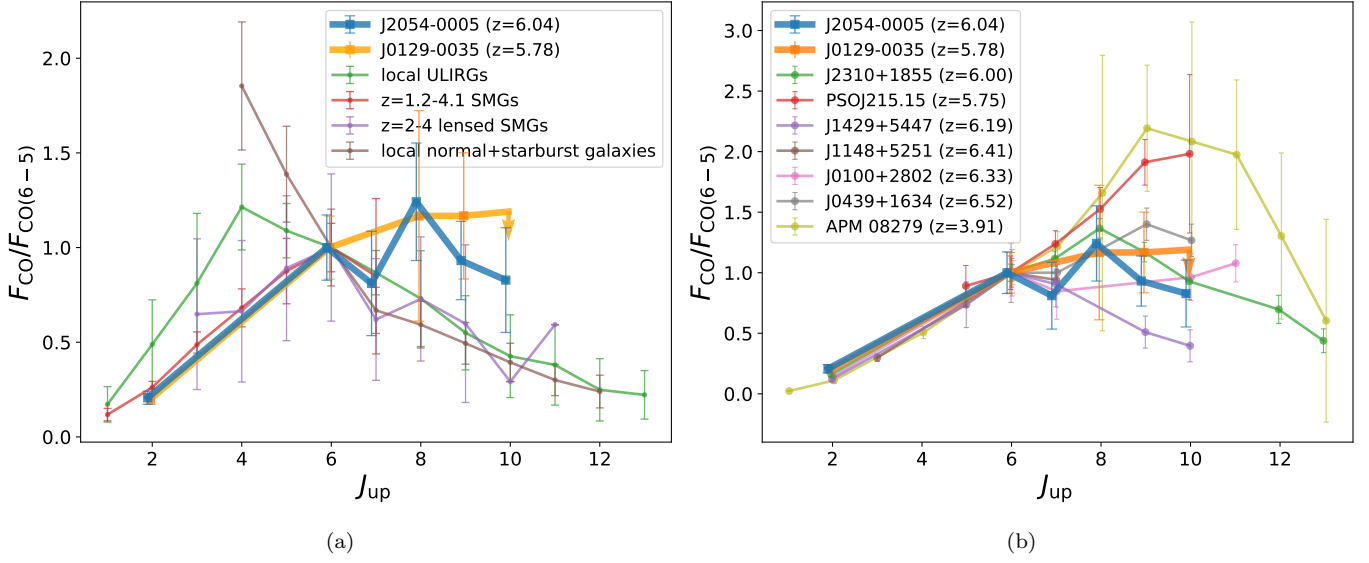 J2054-0005 (z=6.04)
J0129-0035 (z=5.78)
local ULIRGs
z=1.2-4.1 SMGs
z=2-4 lensed SMGs
local normal+starburst galaxies
F_CO/F_CO(6−5)
2.0
1.5
1.0
0.5
0.0
2 4 6 8 10 12
J_up
(a)
J2054-0005 (z=6.04)
J0129-0035 (z=5.78)
J2310+1855 (z=6.00)
PSOJ215.15 (z=5.75)
J1429+5447 (z=6.19)
J1148+5251 (z=6.41)
J0100+2802 (z=6.33)
J0439+1634 (z=6.52)
APM 08279 (z=3.91)
F_CO/F_CO(6−5)
3.0
2.5
2.0
1.5
1.0
0.5
0.0
2 4 6 8 10 12
J_up
(b)